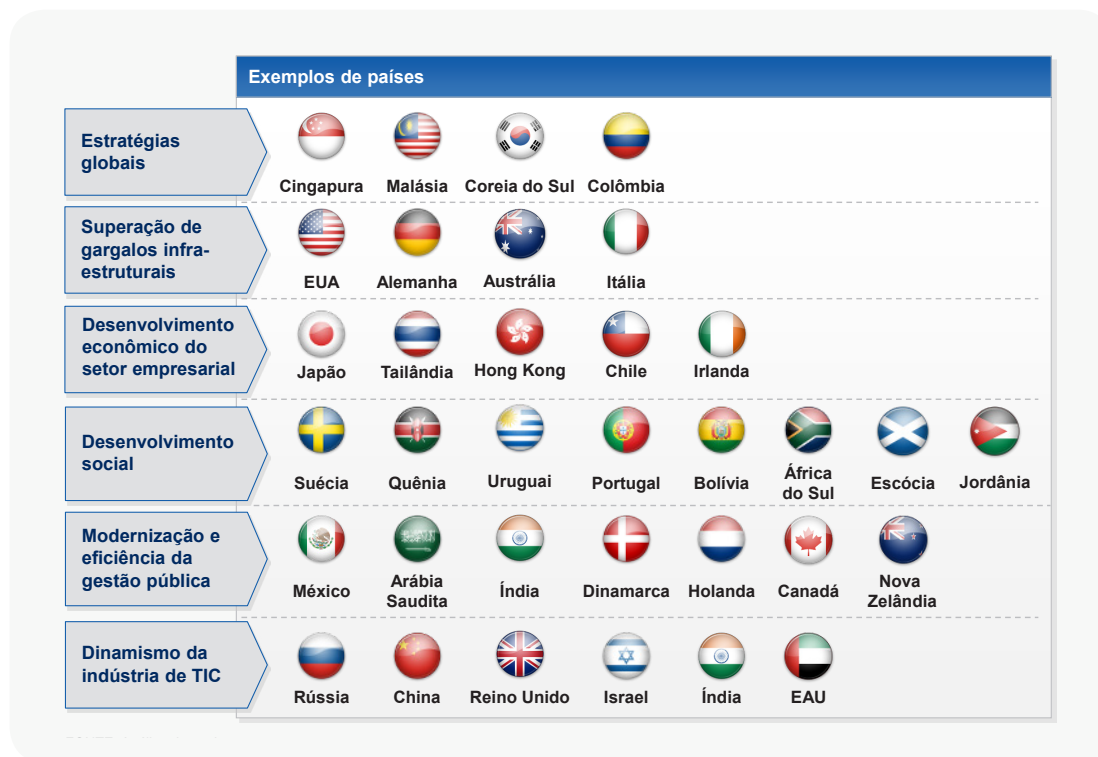 Exemplos de países
Estratégias
globais
Cingapura Malásia Coreia do Sul Colômbia
Superação de
gargalos infra-
estruturais
EUA Alemanha Austrália Itália
Desenvolvimento
econômico do
setor empresarial
Japão Tailândia Hong Kong Chile Irlanda
Desenvolvimento
social
Suécia Quênia Uruguai Portugal Bolívia África
do Sul Escócia Jordânia
Modernização e
eficiência da
gestão pública
México Arábia
Saudita Índia Dinamarca Holanda Canadá Nova
Zelândia
Dinamismo da
indústria de TIC
Rússia China Reino Unido Israel Índia EAU